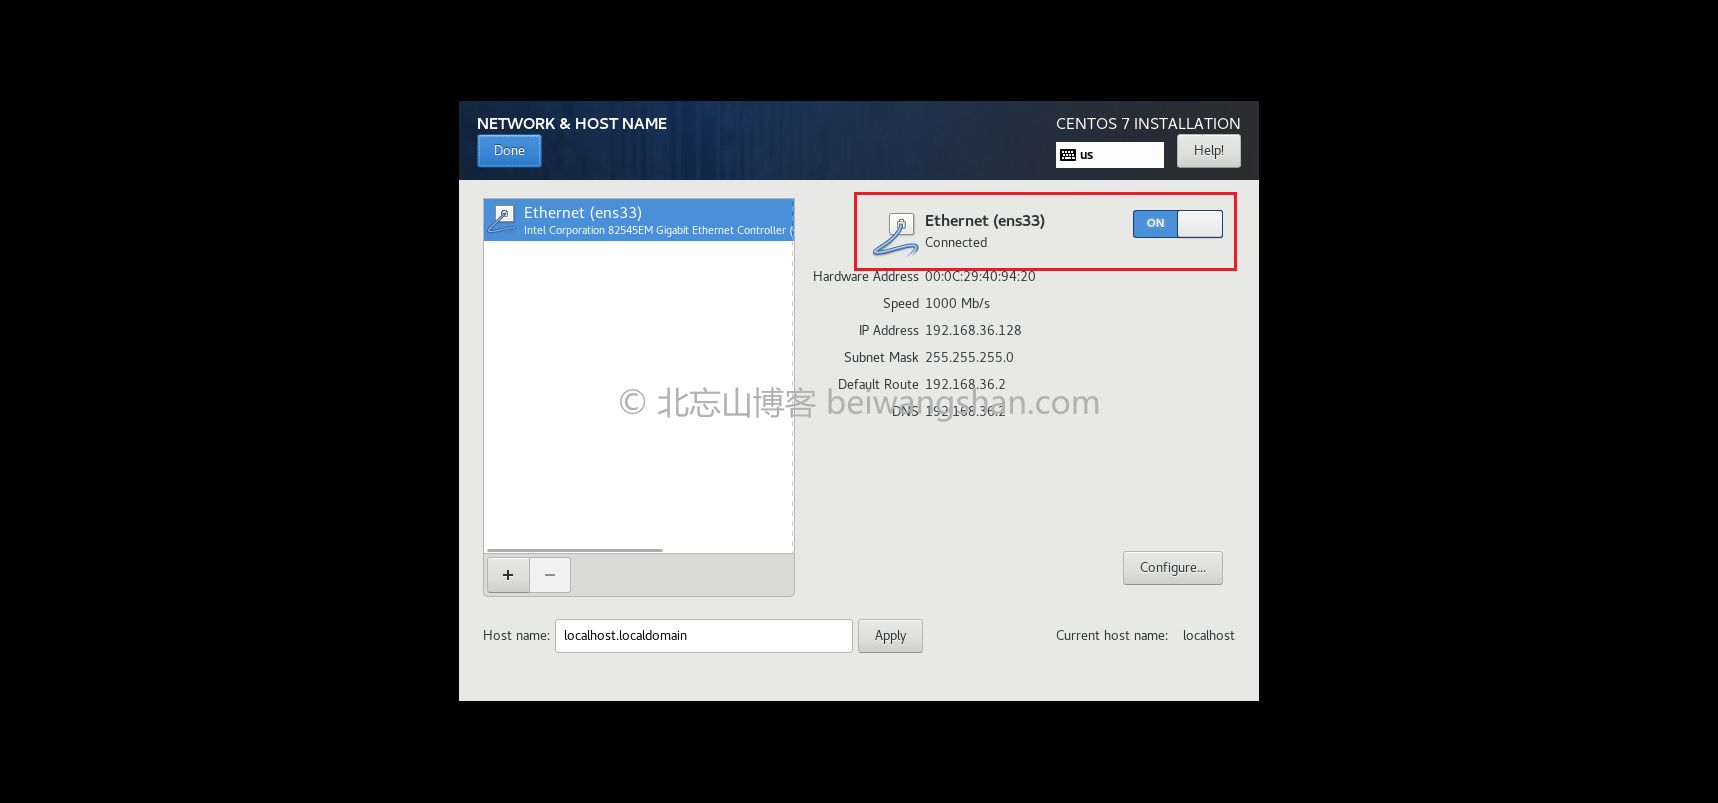 NETWORK & HOST NAME
CENTOS 7 INSTALLATION
Done
us
Help!
Ethernet (ens33)
Intel Corporation 82545EM Gigabit Ethernet Controller (
Ethernet (ens33)
Connected
ON
Hardware Address 00:0C:29:40:94:20
Speed 1000 Mb/s
IP Address 192.168.36.128
Subnet Mask 255.255.255.0
Default Route 192.168.36.2
DNS 192.168.36.2
© 北忘山博客 beiwangshan.com
+
−
Configure...
Host name: localhost.localdomain
Apply
Current host name: localhost